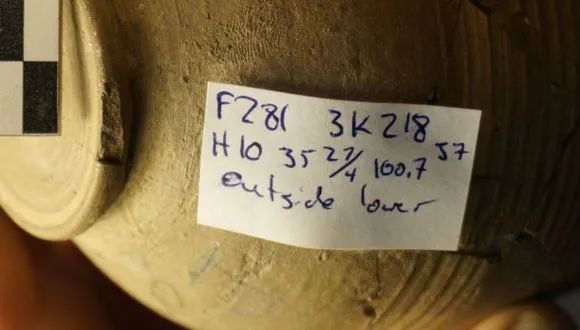 F281 3K218
H10 35 27/4 100.7 57
outside lower